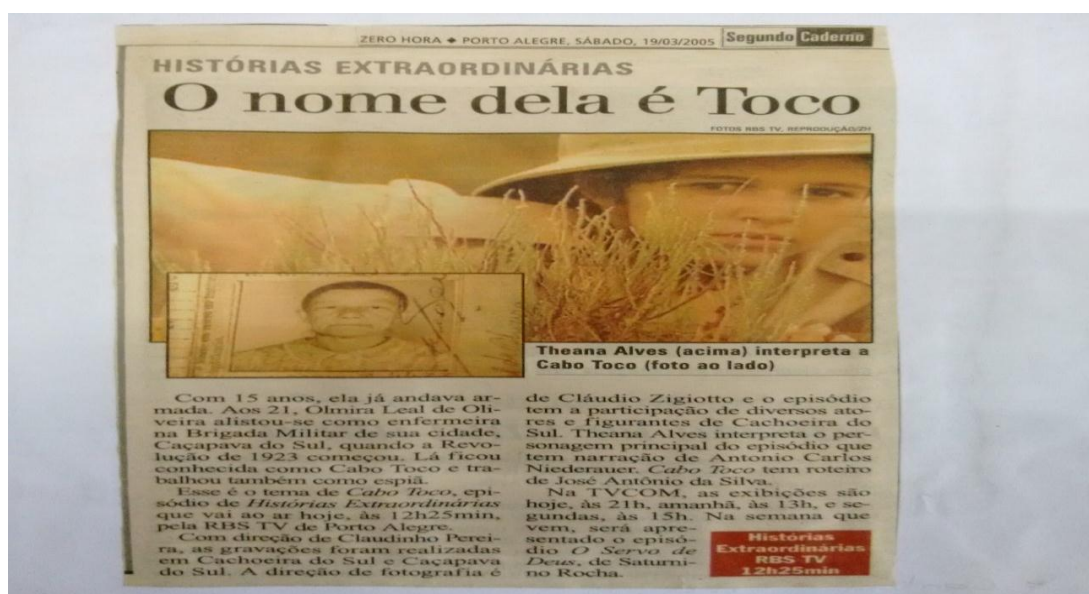 ZERO HORA ◆ PORTO ALEGRE, SÁBADO, 19/03/2005 Segundo Caderno
HISTÓRIAS EXTRAORDINÁRIAS
O nome dela é Toco
FOTOS RBS TV, REPRODUÇÃO/ZH
Theana Alves (acima) interpreta a
Cabo Toco (foto ao lado)
Com 15 anos, ela já andava ar-
mada. Aos 21, Olmira Leal de Oli-
veira alistou-se como enfermeira
na Brigada Militar de sua cidade,
Caçapava do Sul, quando a Revo-
lução de 1923 começou. Lá ficou
conhecida como Cabo Toco e tra-
balhou também como espiã.
Esse é o tema de Cabo Toco, epi-
sódio de Histórias Extraordinárias
que vai ao ar hoje, às 12h25min,
pela RBS TV de Porto Alegre.
Com direção de Claudinho Perei-
ra, as gravações foram realizadas
em Cachoeira do Sul e Caçapava
do Sul. A direção de fotografia é
de Cláudio Zigiotto e o episódio
tem a participação de diversos ato-
res e figurantes de Cachoeira do
Sul. Theana Alves interpreta o per-
sonagem principal do episódio que
tem narração de Antonio Carlos
Niederauer. Cabo Toco tem roteiro
de José Antônio da Silva.
Na TVCOM, as exibições são
hoje, às 21h, amanhã, às 13h, e se-
gundas, às 15h. Na semana que
vem, será apre-
sentado o episó-
dio O Servo de
Deus, de Saturni-
no Rocha.
Histórias
Extraordinárias
RBS TV
12h25min